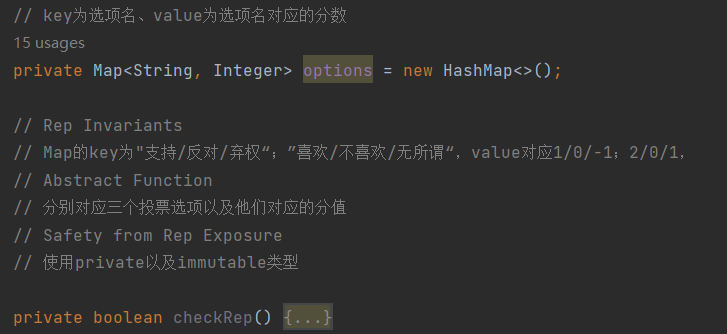 // key为选项名、value为选项名对应的分数
15 usages
private Map<String, Integer> options = new HashMap<>();
// Rep Invariants
// Map的key为"支持/反对/弃权“；”喜欢/不喜欢/无所谓“，value对应1/0/-1；2/0/1，
// Abstract Function
// 分别对应三个投票选项以及他们对应的分值
// Safety from Rep Exposure
// 使用private以及immutable类型
private boolean checkRep() {...}